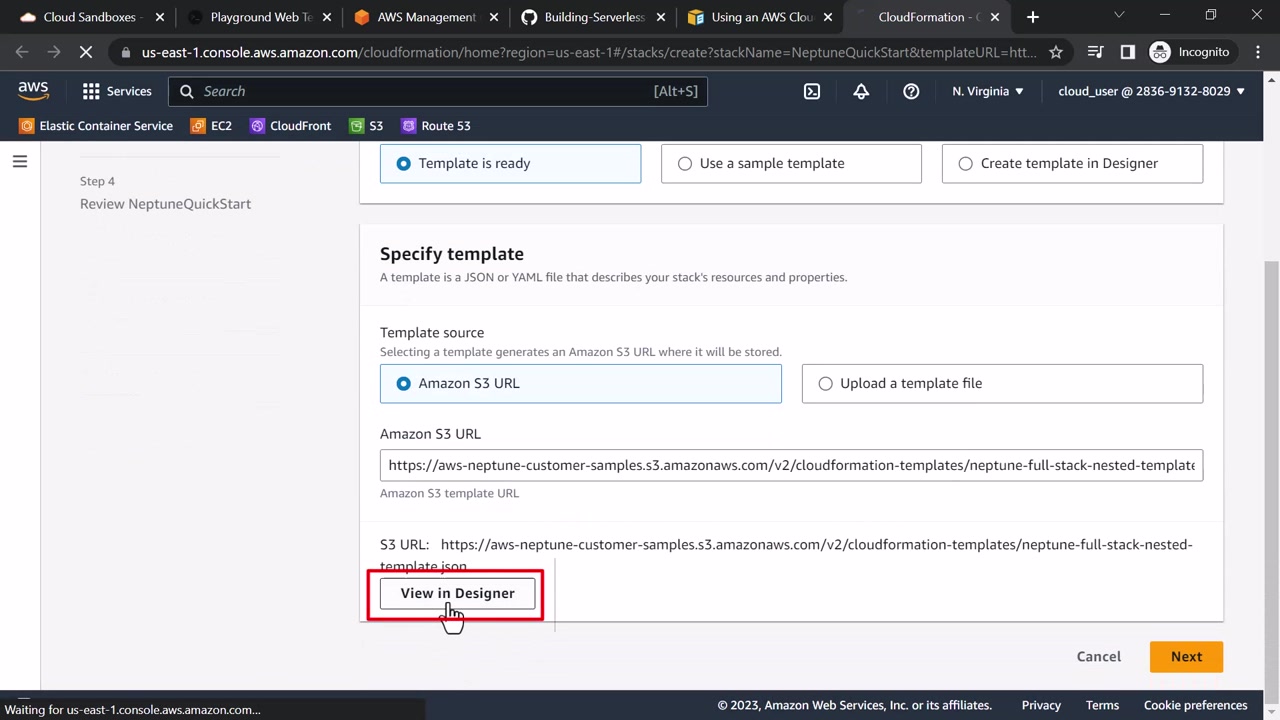 Cloud Sandboxes -
Playground Web Te
AWS Management
Building-Serverless
Using an AWS Clou
CloudFormation - C
us-east-1.console.aws.amazon.com/cloudformation/home?region=us-east-1#/stacks/create?stackName=NeptuneQuickStart&templateURL=htt...
Incognito
aws
Services
Search
[Alt+S]
N. Virginia
cloud_user @ 2836-9132-8029
Elastic Container Service
EC2
CloudFront
S3
Route 53
Step 4
Review NeptuneQuickStart
Template is ready
Use a sample template
Create template in Designer
Specify template
A template is a JSON or YAML file that describes your stack's resources and properties.
Template source
Selecting a template generates an Amazon S3 URL where it will be stored.
Amazon S3 URL
Upload a template file
Amazon S3 URL
https://aws-neptune-customer-samples.s3.amazonaws.com/v2/cloudformation-templates/neptune-full-stack-nested-template
Amazon S3 template URL
S3 URL: https://aws-neptune-customer-samples.s3.amazonaws.com/v2/cloudformation-templates/neptune-full-stack-nested-
template.json
View in Designer
Cancel
Next
Waiting for us-east-1.console.aws.amazon.com...
© 2023, Amazon Web Services, Inc. or its affiliates.
Privacy
Terms
Cookie preferences